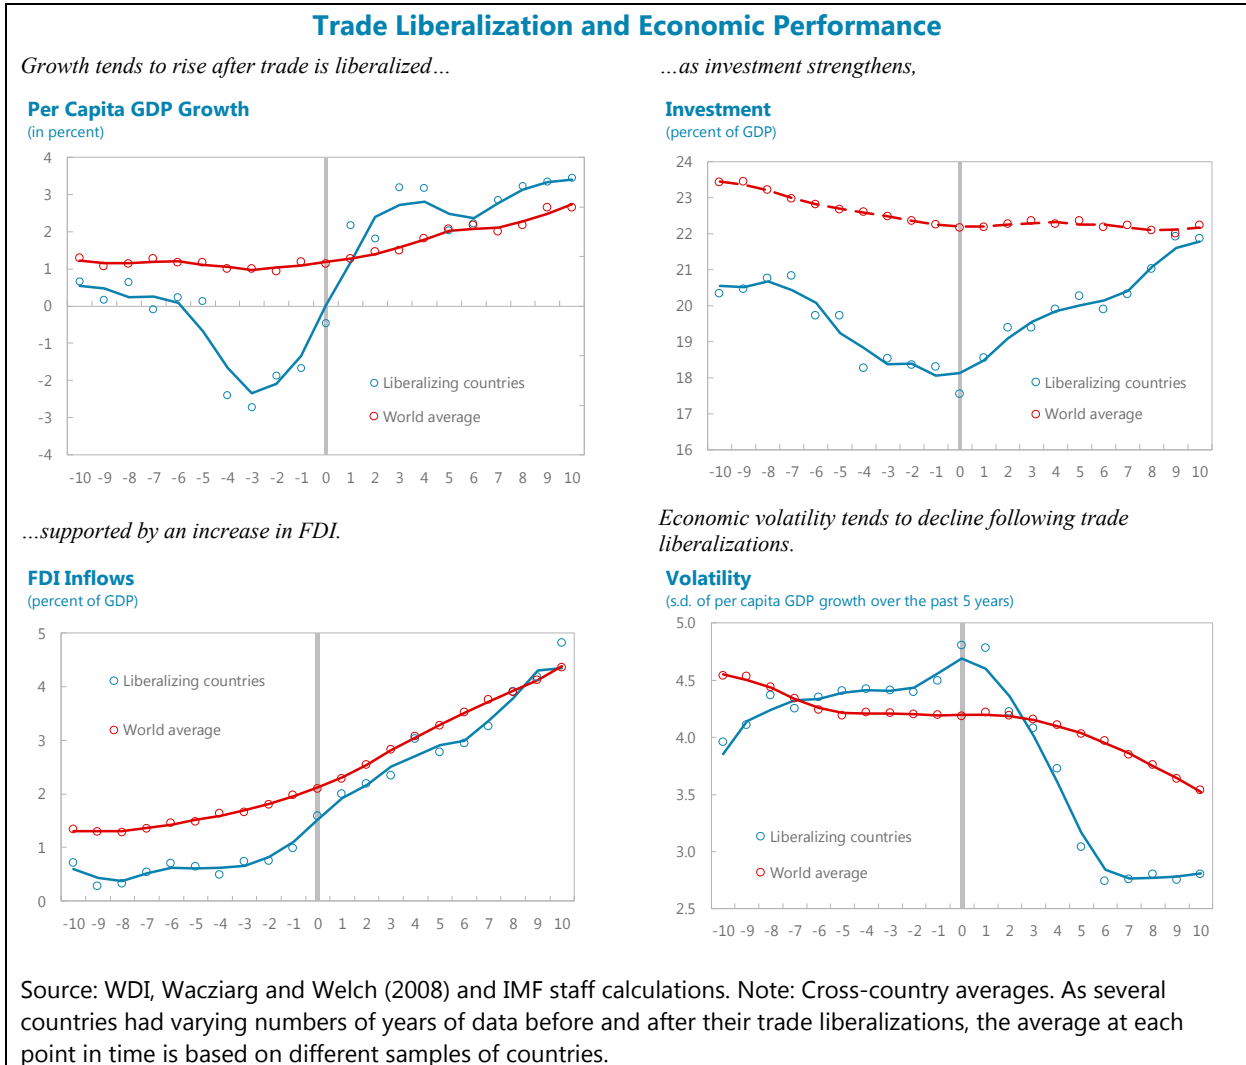 Trade Liberalization and Economic Performance
Growth tends to rise after trade is liberalized…
Per Capita GDP Growth
(in percent)
4
3
2
1
0
-1
-2
-3
-4
Liberalizing countries
World average
-10 -9 -8 -7 -6 -5 -4 -3 -2 -1 0 1 2 3 4 5 6 7 8 9 10
…as investment strengthens,
Investment
(percent of GDP)
24
23
22
21
20
19
18
17
16
Liberalizing countries
World average
-10 -9 -8 -7 -6 -5 -4 -3 -2 -1 0 1 2 3 4 5 6 7 8 9 10
…supported by an increase in FDI.
FDI Inflows
(percent of GDP)
5
4
3
2
1
0
Liberalizing countries
World average
-10 -9 -8 -7 -6 -5 -4 -3 -2 -1 0 1 2 3 4 5 6 7 8 9 10
Economic volatility tends to decline following trade
liberalizations.
Volatility
(s.d. of per capita GDP growth over the past 5 years)
5.0
4.5
4.0
3.5
3.0
2.5
Liberalizing countries
World average
-10 -9 -8 -7 -6 -5 -4 -3 -2 -1 0 1 2 3 4 5 6 7 8 9 10
Source: WDI, Wacziarg and Welch (2008) and IMF staff calculations. Note: Cross-country averages. As several
countries had varying numbers of years of data before and after their trade liberalizations, the average at each
point in time is based on different samples of countries.